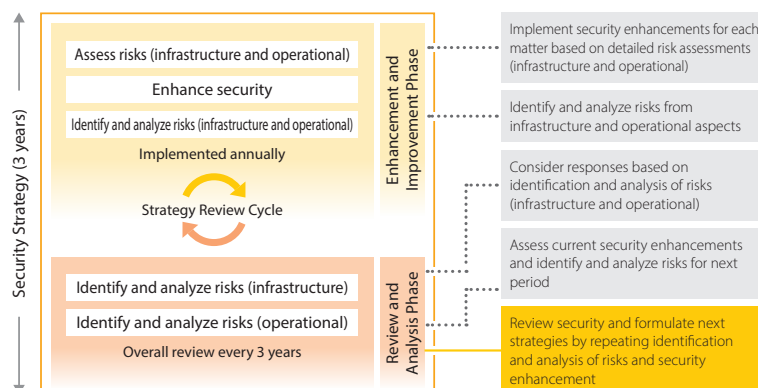 Security Strategy (3 years)
Assess risks (infrastructure and operational)
Enhance security
Identify and analyze risks (infrastructure and operational)
Implemented annually
Enhancement and
Improvement Phase
Strategy Review Cycle
Identify and analyze risks (infrastructure)
Identify and analyze risks (operational)
Overall review every 3 years
Review and
Analysis Phase
Implement security enhancements for each
matter based on detailed risk assessments
(infrastructure and operational)
Identify and analyze risks from
infrastructure and operational aspects
Consider responses based on
identification and analysis of risks
(infrastructure and operational)
Assess current security enhancements
and identify and analyze risks for next
period
Review security and formulate next
strategies by repeating identification
and analysis of risks and security
enhancement